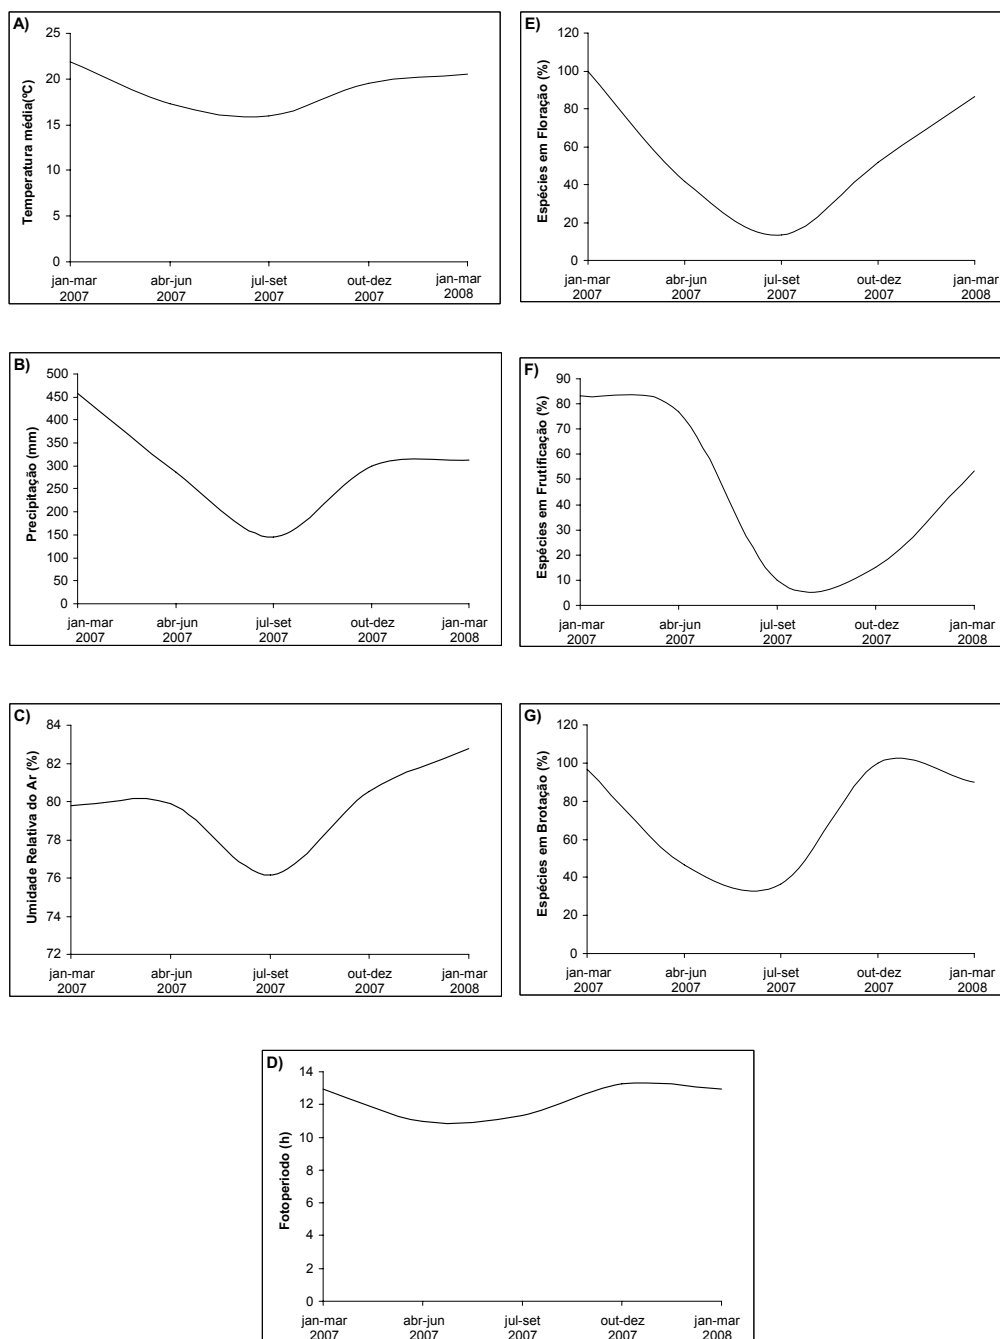 A)
Temperatura média(ºC)
25
20
15
10
5
0
jan-mar abr-jun jul-set out-dez jan-mar
2007 2007 2007 2007 2008
E)
Espécies em Floração (%)
120
100
80
60
40
20
0
jan-mar abr-jun jul-set out-dez jan-mar
2007 2007 2007 2007 2008
B)
Precipitação (mm)
500
450
400
350
300
250
200
150
100
50
0
jan-mar abr-jun jul-set out-dez jan-mar
2007 2007 2007 2007 2008
F)
Espécies em Frutificação (%)
90
80
70
60
50
40
30
20
10
0
jan-mar abr-jun jul-set out-dez jan-mar
2007 2007 2007 2007 2008
C)
Umidade Relativa do Ar (%)
84
82
80
78
76
74
72
jan-mar abr-jun jul-set out-dez jan-mar
2007 2007 2007 2007 2008
G)
Espécies em Brotação (%)
120
100
80
60
40
20
0
jan-mar abr-jun jul-set out-dez jan-mar
2007 2007 2007 2007 2008
D)
Fotoperiodo (h)
14
12
10
8
6
4
2
0
jan-mar abr-jun jul-set out-dez jan-mar
2007 2007 2007 2007 2008